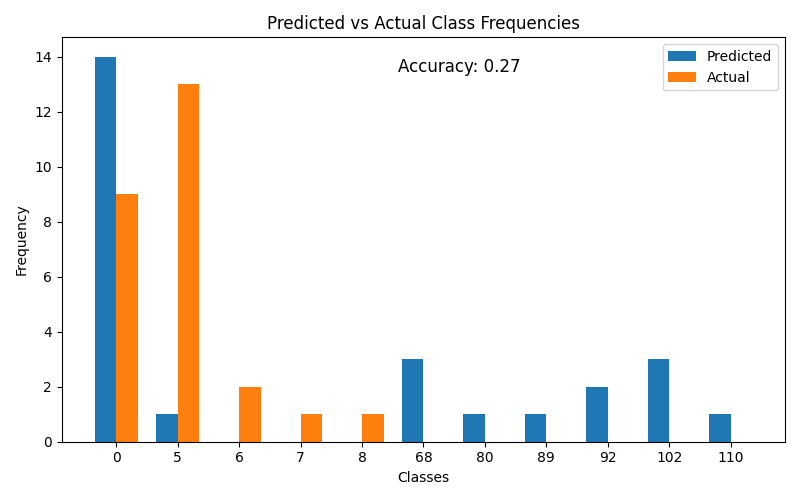 Predicted vs Actual Class Frequencies
Accuracy: 0.27
Predicted
Actual
14
12
10
8
6
4
2
0
Frequency
0 5 6 7 8 68 80 89 92 102 110
Classes